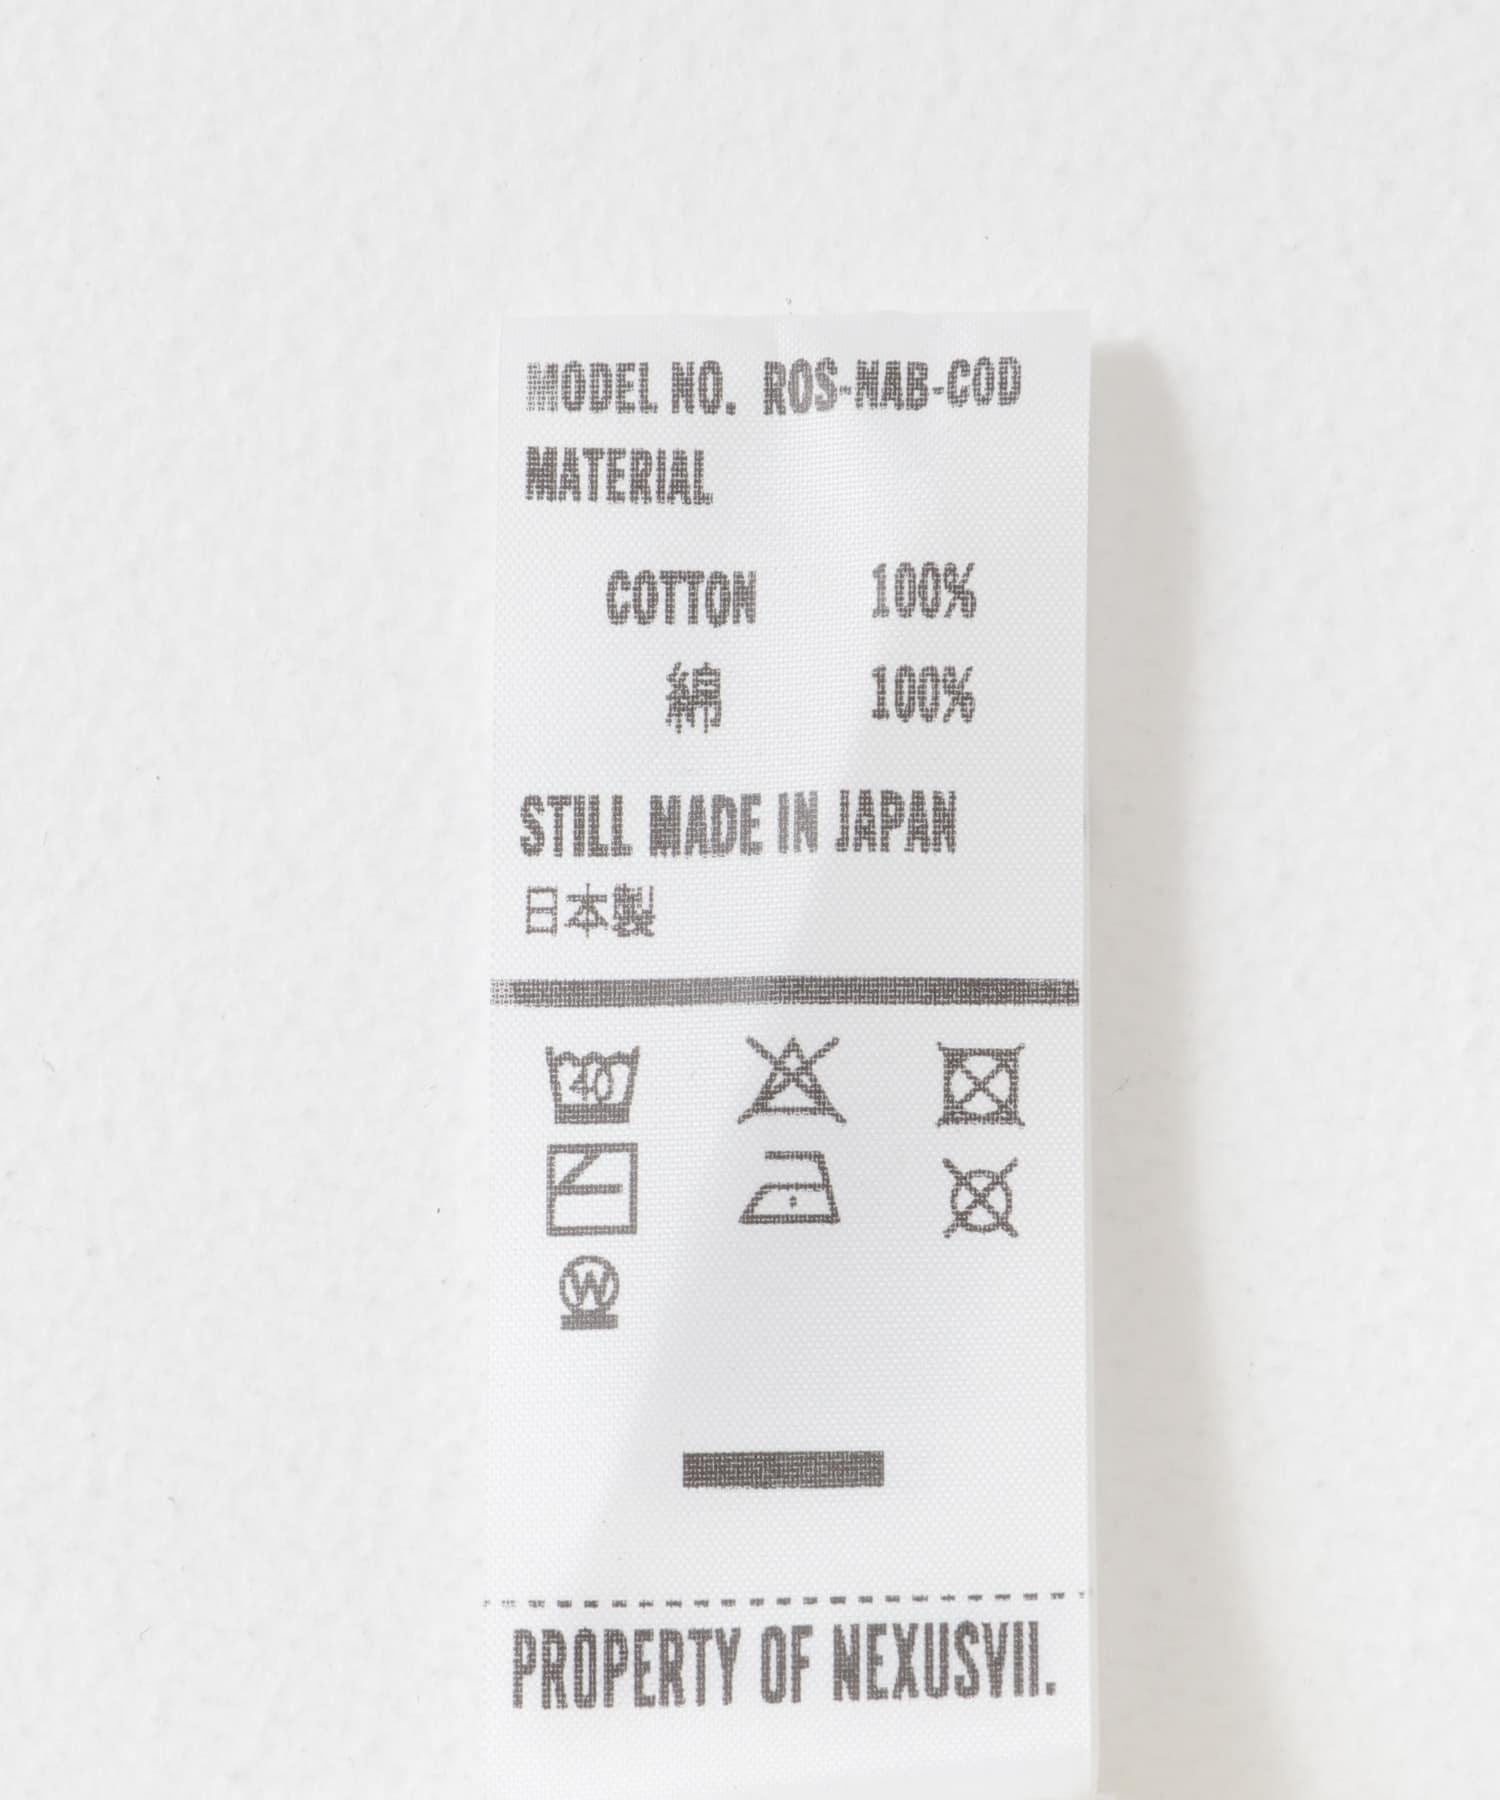 MODEL NO. ROS-NAB-COD
MATERIAL
COTTON 100%
綿 100%
STILL MADE IN JAPAN
日本製
40
W
PROPERTY OF NEXUSVII.